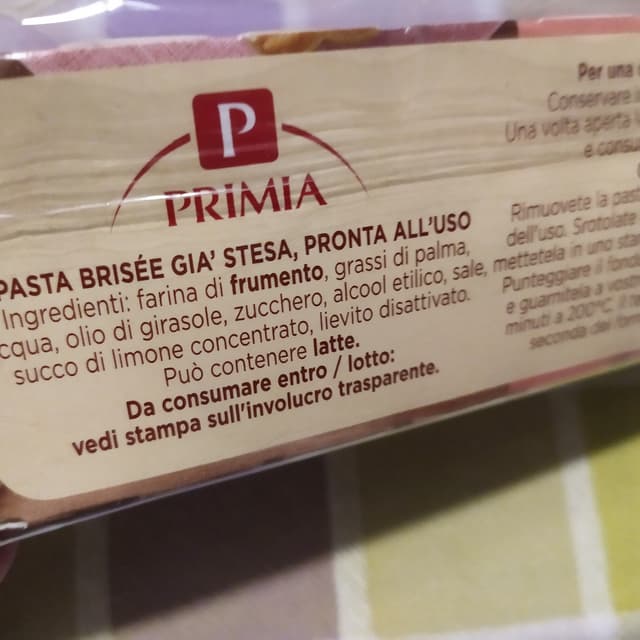 P
PRIMIA
PASTA BRISÉE GIA' STESA, PRONTA ALL'USO
Ingredienti: farina di frumento, grassi di palma,
cqua, olio di girasole, zucchero, alcool etilico, sale,
succo di limone concentrato, lievito disattivato.
Può contenere latte.
Da consumare entro / lotto:
vedi stampa sull'involucro trasparente.
Per una
Conservare
Una volta aperta
e consu
Rimuovete la pas
dell'uso. Srotolate
mettetela in uno sta
Punteggiare il fond
e guarnitela a vost
minuti a 200°C
seconda del